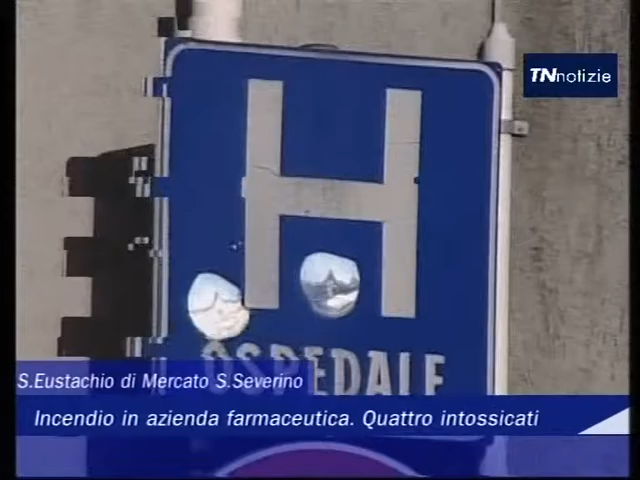 TNnotizie
H
OSPEDALE
S.Eustachio di Mercato S.Severino
Incendio in azienda farmaceutica. Quattro intossicati